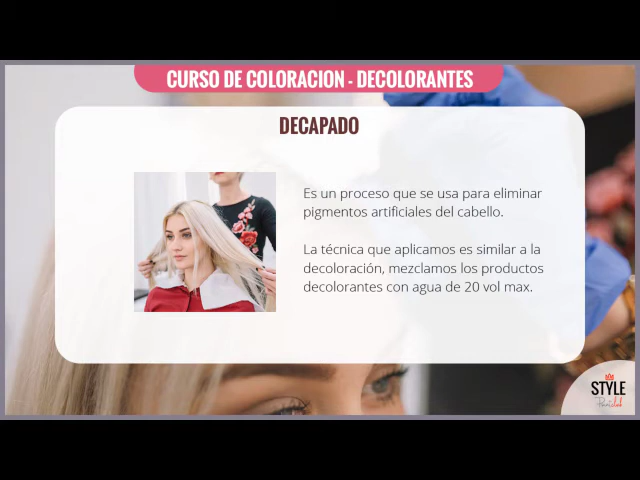 CURSO DE COLORACION - DECOLORANTES
DECAPADO
Es un proceso que se usa para eliminar
pigmentos artificiales del cabello.
La técnica que aplicamos es similar a la
decoloración, mezclamos los productos
decolorantes con agua de 20 vol max.
STYLE